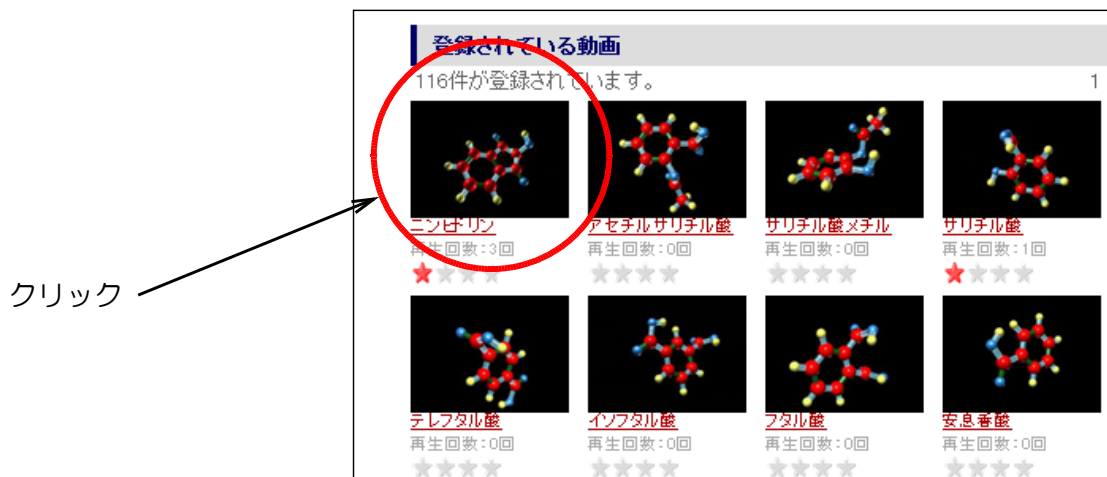 登録されている動画
116件が登録されています。 1
ニンヒドリン アセチルサリチル酸 サリチル酸メチル サリチル酸
再生回数:3回 再生回数:0回 再生回数:0回 再生回数:1回
クリック
テレフタル酸 イソフタル酸 フタル酸 安息香酸
再生回数:0回 再生回数:0回 再生回数:0回 再生回数:0回